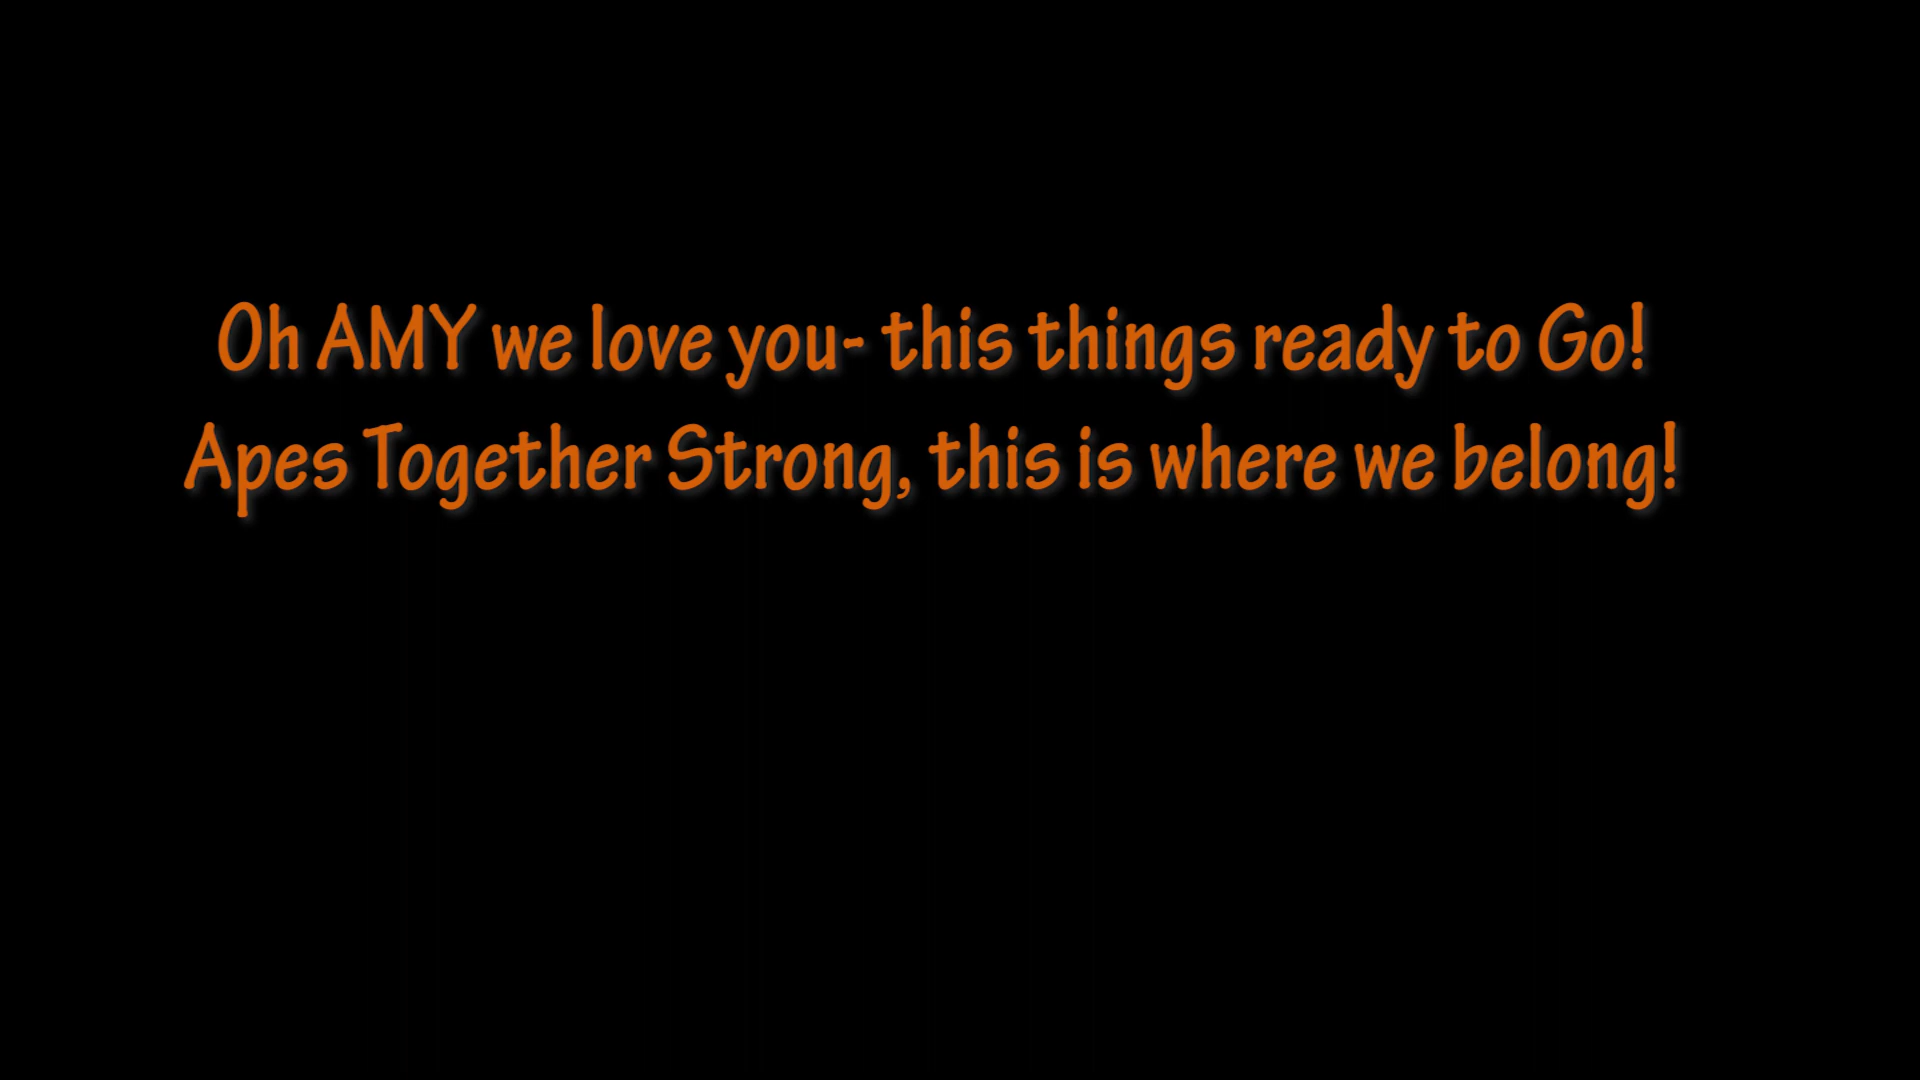 Oh AMY we love you- this things ready to Go!
Apes Together Strong, this is where we belong!